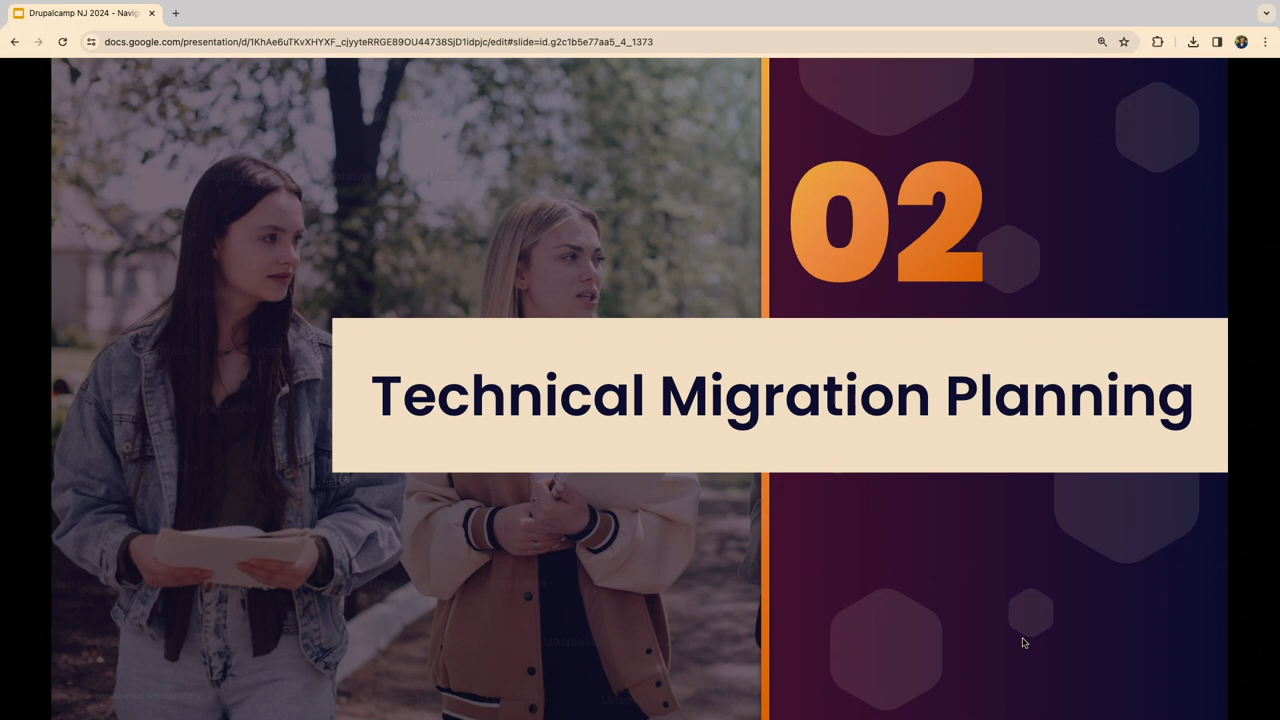 Drupalcamp NJ 2024 - Navig
docs.google.com/presentation/d/1KhAe6uTKvXHYXF_cjyyteRRGE89OU44738SjD1idpjc/edit#slide=id.g2c1b5e77aa5_4_1373
02
Technical Migration Planning